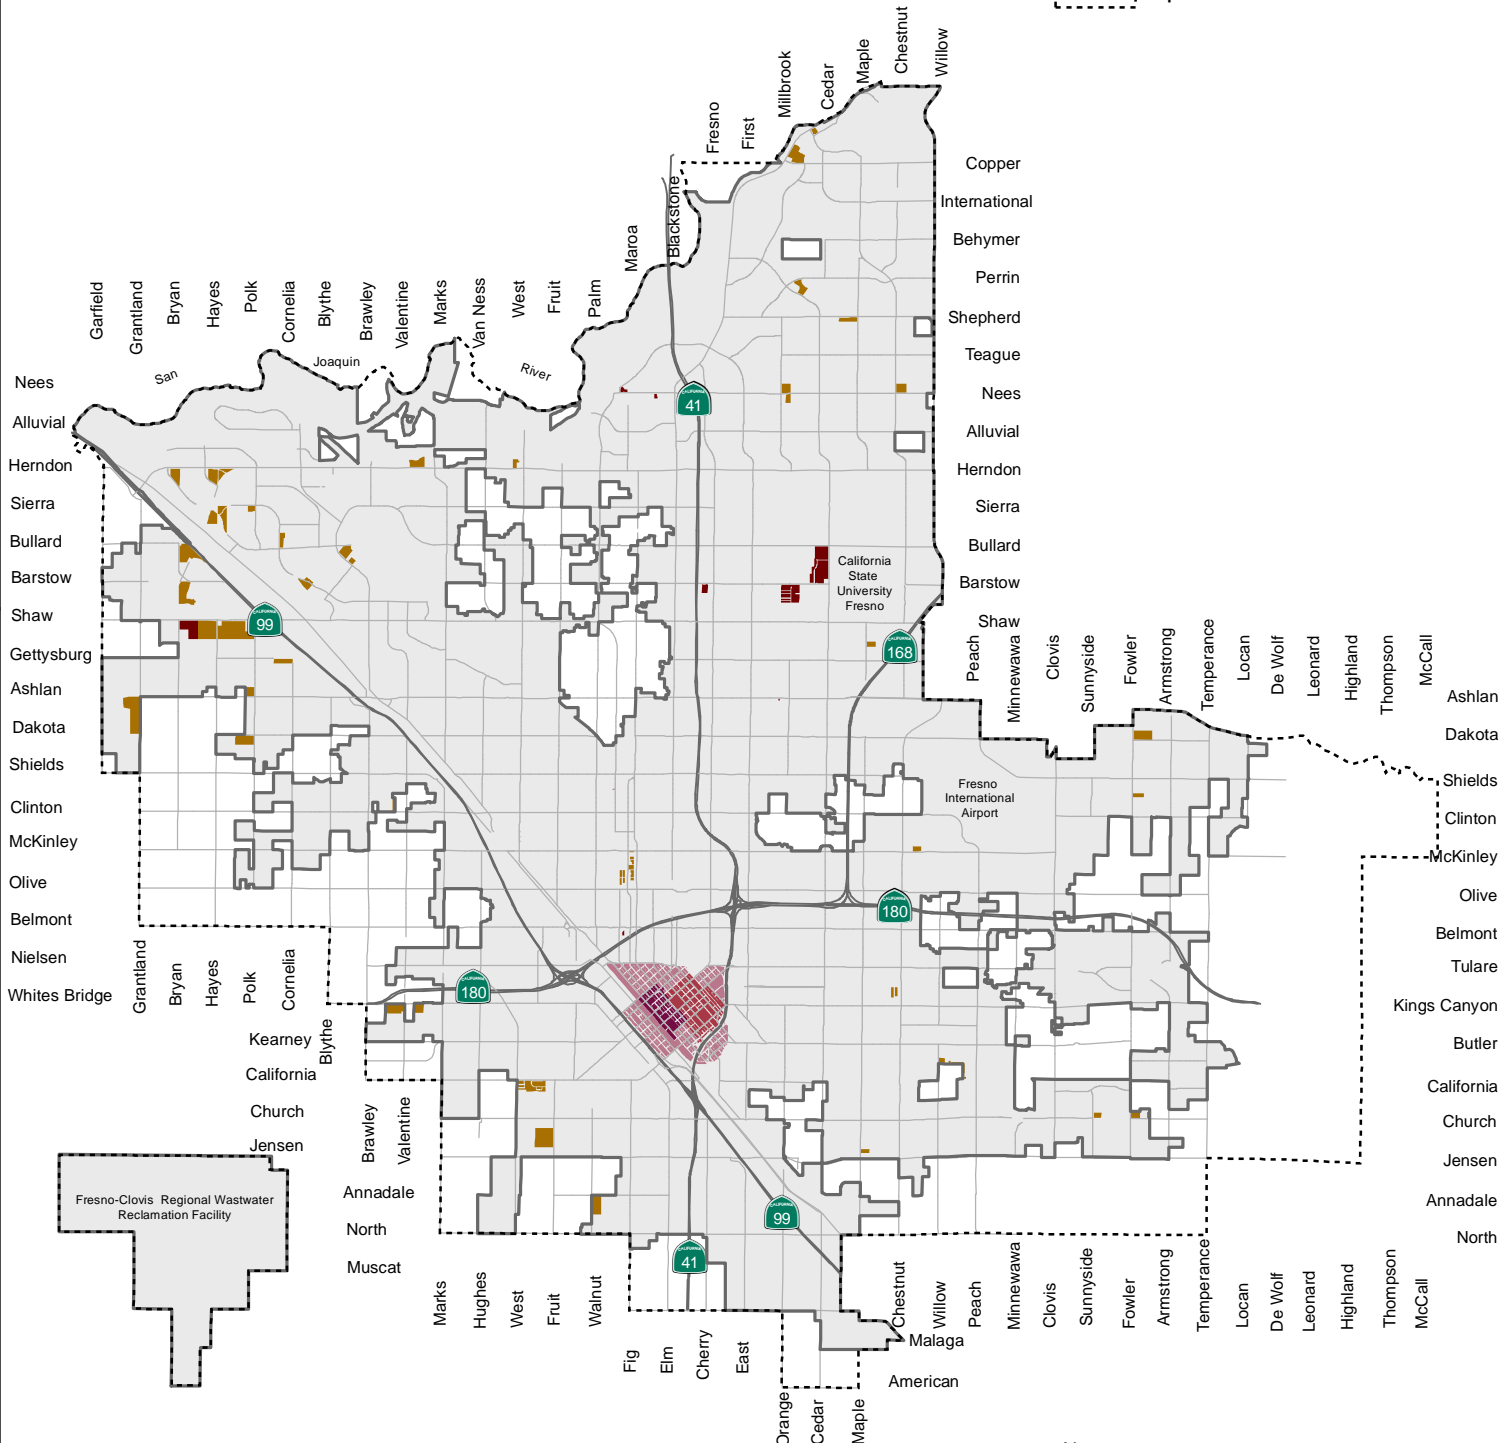 Chestnut
Willow
Maple
Cedar
Millbrook
First
Fresno
Blackstone
Maroa
Copper
International
Behymer
Perrin
Shepherd
Teague
Nees
Alluvial
Herndon
Sierra
Bullard
Barstow
Shaw
Garfield
Grantland
Bryan
Hayes
Polk
Cornelia
Blythe
Brawley
Valentine
Marks
Van Ness
West
Fruit
Palm
San
Joaquin
River
Nees
Alluvial
Herndon
Sierra
Bullard
Barstow
Shaw
Gettysburg
Ashlan
Dakota
Shields
Clinton
McKinley
Olive
Belmont
Nielsen
Whites Bridge
CALIFORNIA
41
CALIFORNIA
99
CALIFORNIA
168
California
State
University
Fresno
Peach
Minnewawa
Clovis
Sunnyside
Fowler
Armstrong
Temperance
Locan
De Wolf
Leonard
Highland
Thompson
McCall
Ashlan
Dakota
Shields
Clinton
McKinley
Olive
Belmont
Tulare
Kings Canyon
Butler
California
Church
Jensen
Annadale
North
Fresno
International
Airport
CALIFORNIA
180
CALIFORNIA
180
Grantland
Bryan
Hayes
Polk
Cornelia
Blythe
Kearney
California
Church
Jensen
Brawley
Valentine
Annadale
North
Muscat
Fresno-Clovis Regional Wastwater
Reclamation Facility
CALIFORNIA
99
CALIFORNIA
41
Marks
Hughes
West
Fruit
Walnut
Fig
Elm
Cherry
East
Orange
Cedar
Maple
Chestnut
Willow
Peach
Minnewawa
Clovis
Sunnyside
Fowler
Armstrong
Temperance
Locan
De Wolf
Leonard
Highland
Thompson
McCall
Malaga
American